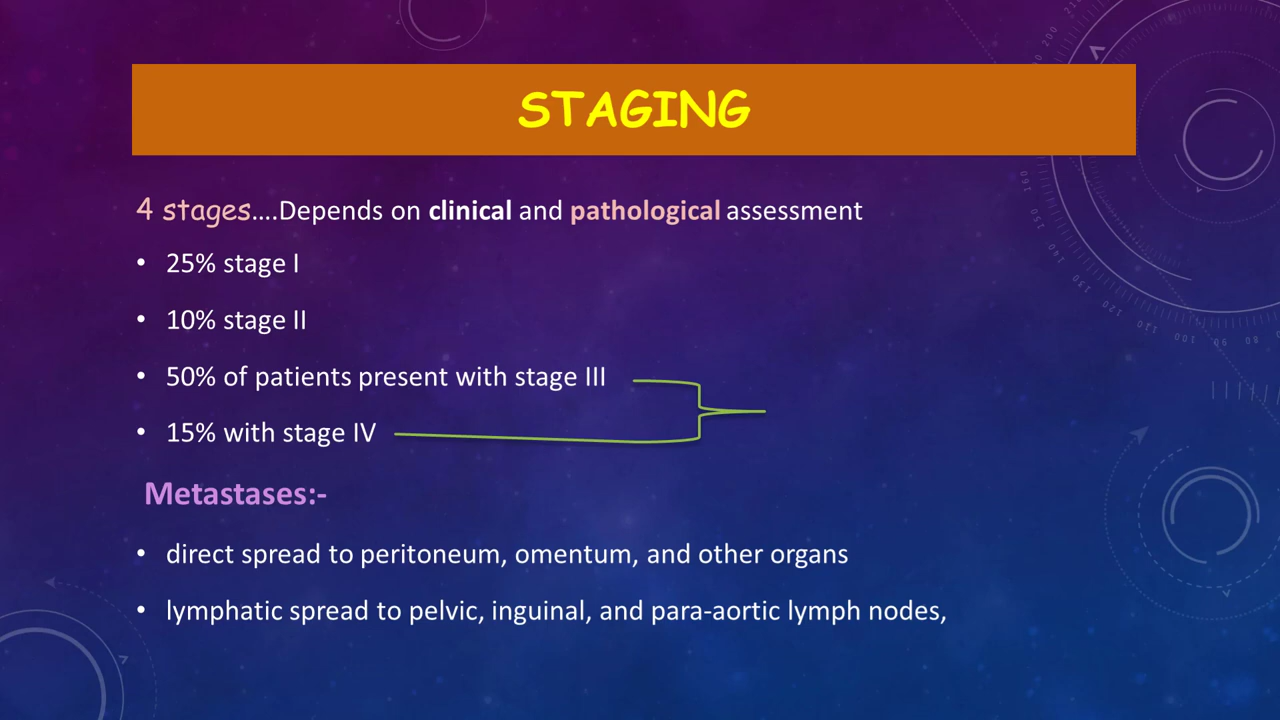 STAGING
4 stages....Depends on clinical and pathological assessment
• 25% stage I
• 10% stage II
• 50% of patients present with stage III
• 15% with stage IV
Metastases:-
• direct spread to peritoneum, omentum, and other organs
• lymphatic spread to pelvic, inguinal, and para-aortic lymph nodes,